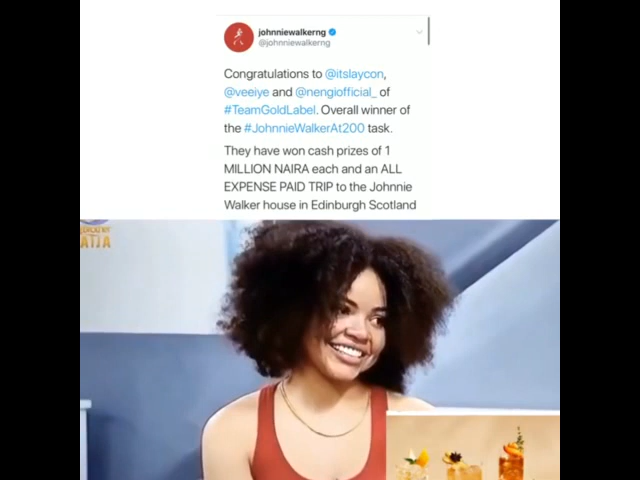 johnniewalkerng
@johnniewalkerng
Congratulations to @itslaycon,
@veeiye and @nengiofficial_ of
#TeamGoldLabel. Overall winner of
the #JohnnieWalkerAt200 task.
They have won cash prizes of 1
MILLION NAIRA each and an ALL
EXPENSE PAID TRIP to the Johnnie
Walker house in Edinburgh Scotland